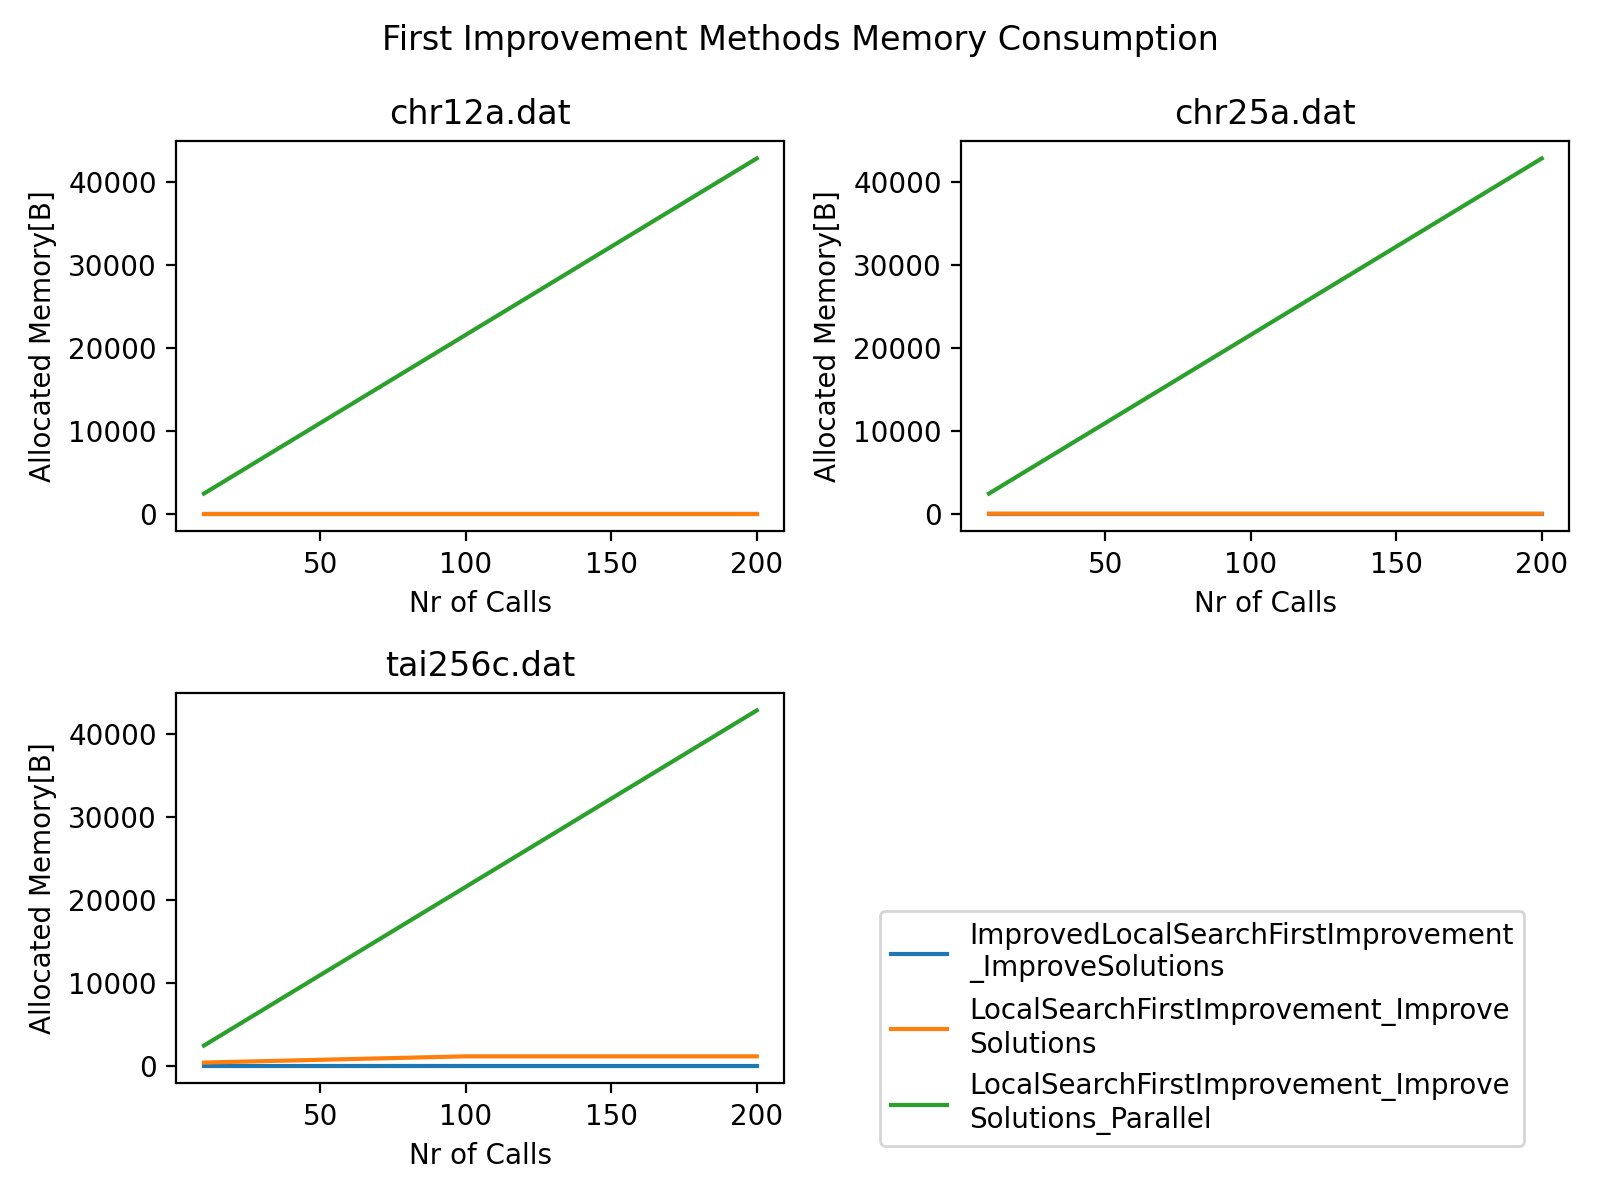 First Improvement Methods Memory Consumption
chr12a.dat
Allocated Memory[B]
40000
30000
20000
10000
0
50 100 150 200
Nr of Calls
chr25a.dat
Allocated Memory[B]
40000
30000
20000
10000
0
50 100 150 200
Nr of Calls
tai256c.dat
Allocated Memory[B]
40000
30000
20000
10000
0
50 100 150 200
Nr of Calls
ImprovedLocalSearchFirstImprovement
_ImproveSolutions
LocalSearchFirstImprovement_Improve
Solutions
LocalSearchFirstImprovement_Improve
Solutions_Parallel